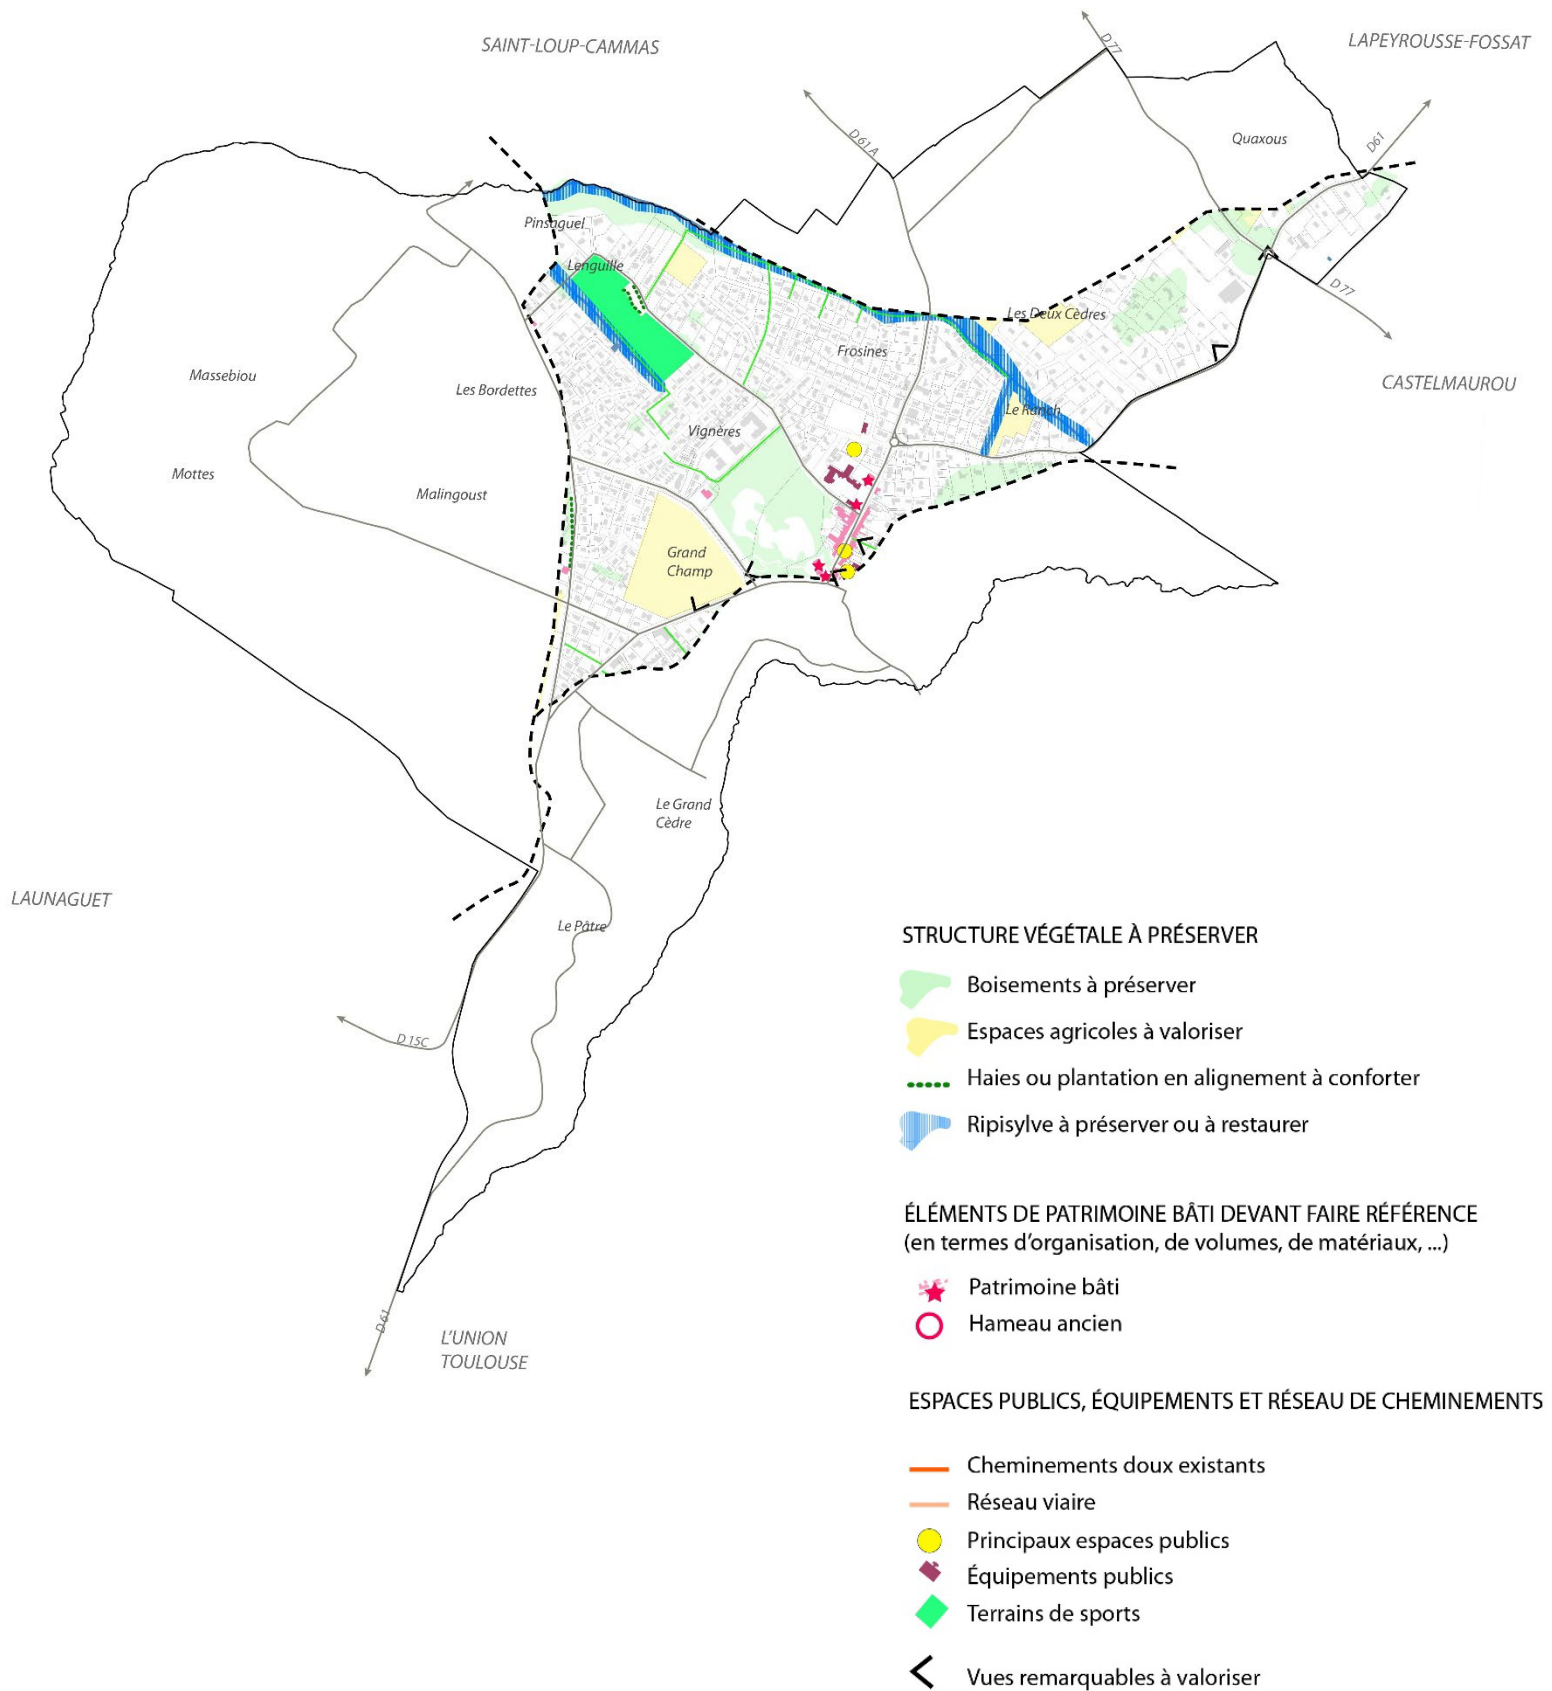 SAINT-LOUP-CAMMAS
LAPEYROUSSE-FOSSAT
D 77
D 61 A
Quaxous
D61
Pinsaguel
Lenguille
D 77
Les Deux Cèdres
Frosines
Massebiou
Les Bordettes
CASTELMAUROU
Le Ranch
Vignères
Mottes
Malingoust
Grand
Champ
Le Grand
Cèdre
LAUNAGUET
Le Pâtre
D 15C
D 61
L'UNION
TOULOUSE
STRUCTURE VÉGÉTALE À PRÉSERVER
Boisements à préserver
Espaces agricoles à valoriser
Haies ou plantation en alignement à conforter
Ripisylve à préserver ou à restaurer
ÉLÉMENTS DE PATRIMOINE BÂTI DEVANT FAIRE RÉFÉRENCE
(en termes d'organisation, de volumes, de matériaux, ...)
Patrimoine bâti
Hameau ancien
ESPACES PUBLICS, ÉQUIPEMENTS ET RÉSEAU DE CHEMINEMENTS
Cheminements doux existants
Réseau viaire
Principaux espaces publics
Équipements publics
Terrains de sports
Vues remarquables à valoriser